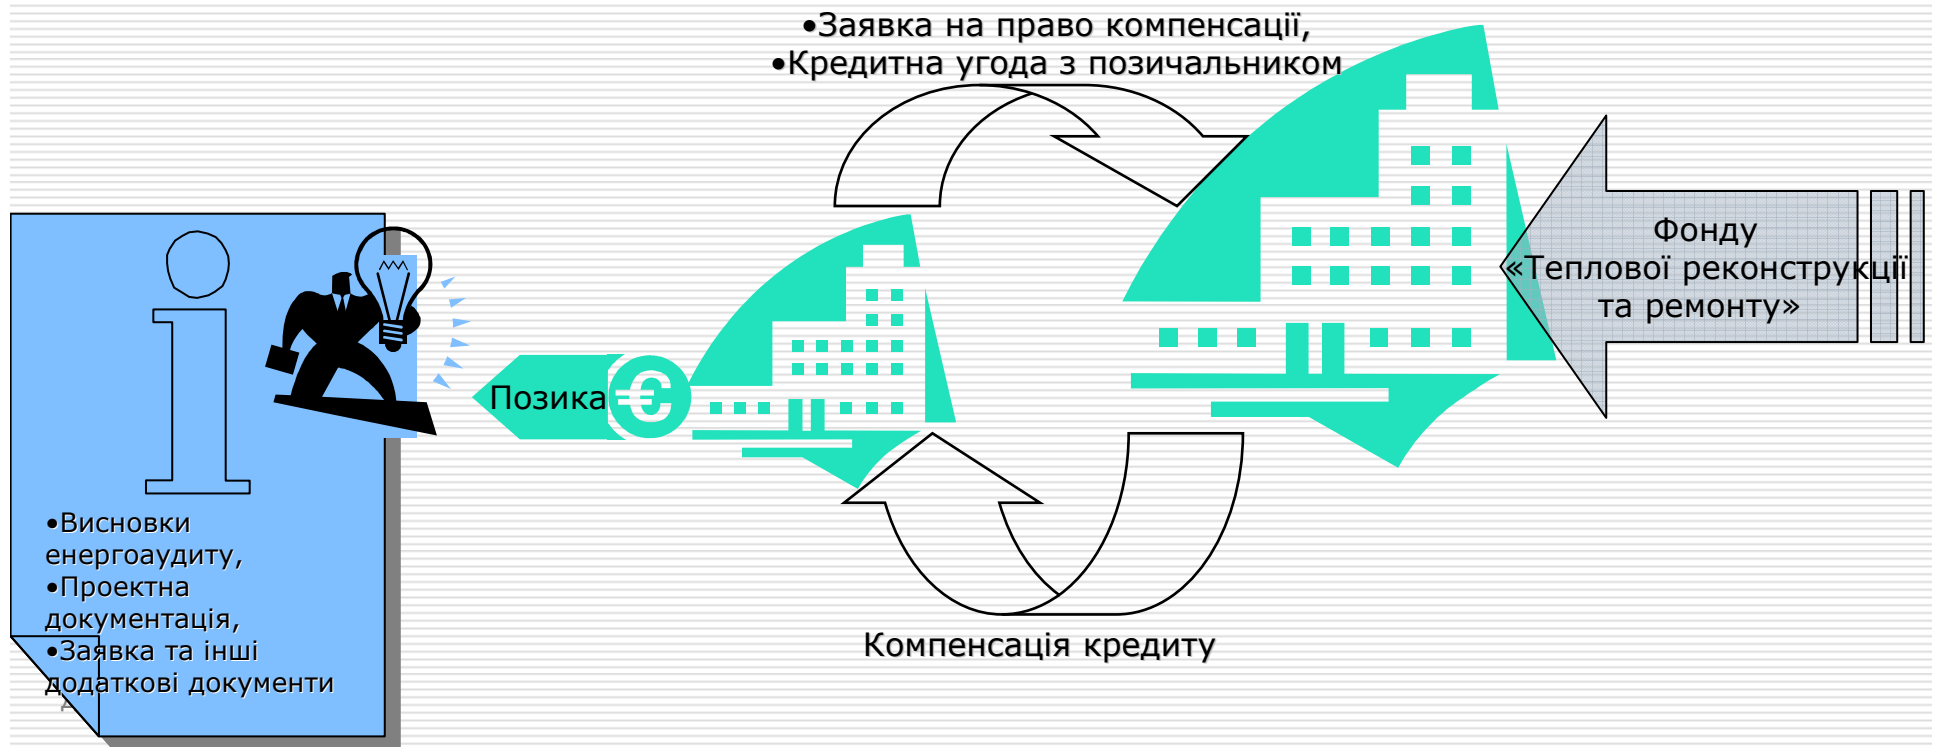 •Заявка на право компенсації,
•Кредитна угода з позичальником
Фонду
«Теплової реконструкції
та ремонту»
Позика
•Висновки
енергоаудиту,
•Проектна
документація,
•Заявка та інші
додаткові документи
Компенсація кредиту